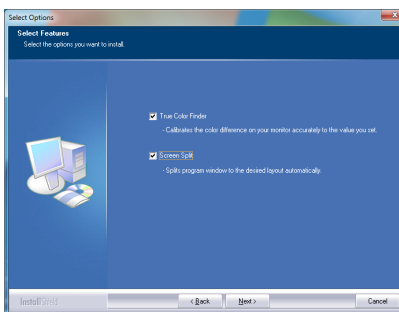 Select Options
Select Features
Select the options you want to install.
True Color Finder
- Calibrates the color difference on your monitor accurately to the value you set.
Screen Split
- Splits program window to the desired layout automatically.
InstallShield
< Back
Next >
Cancel